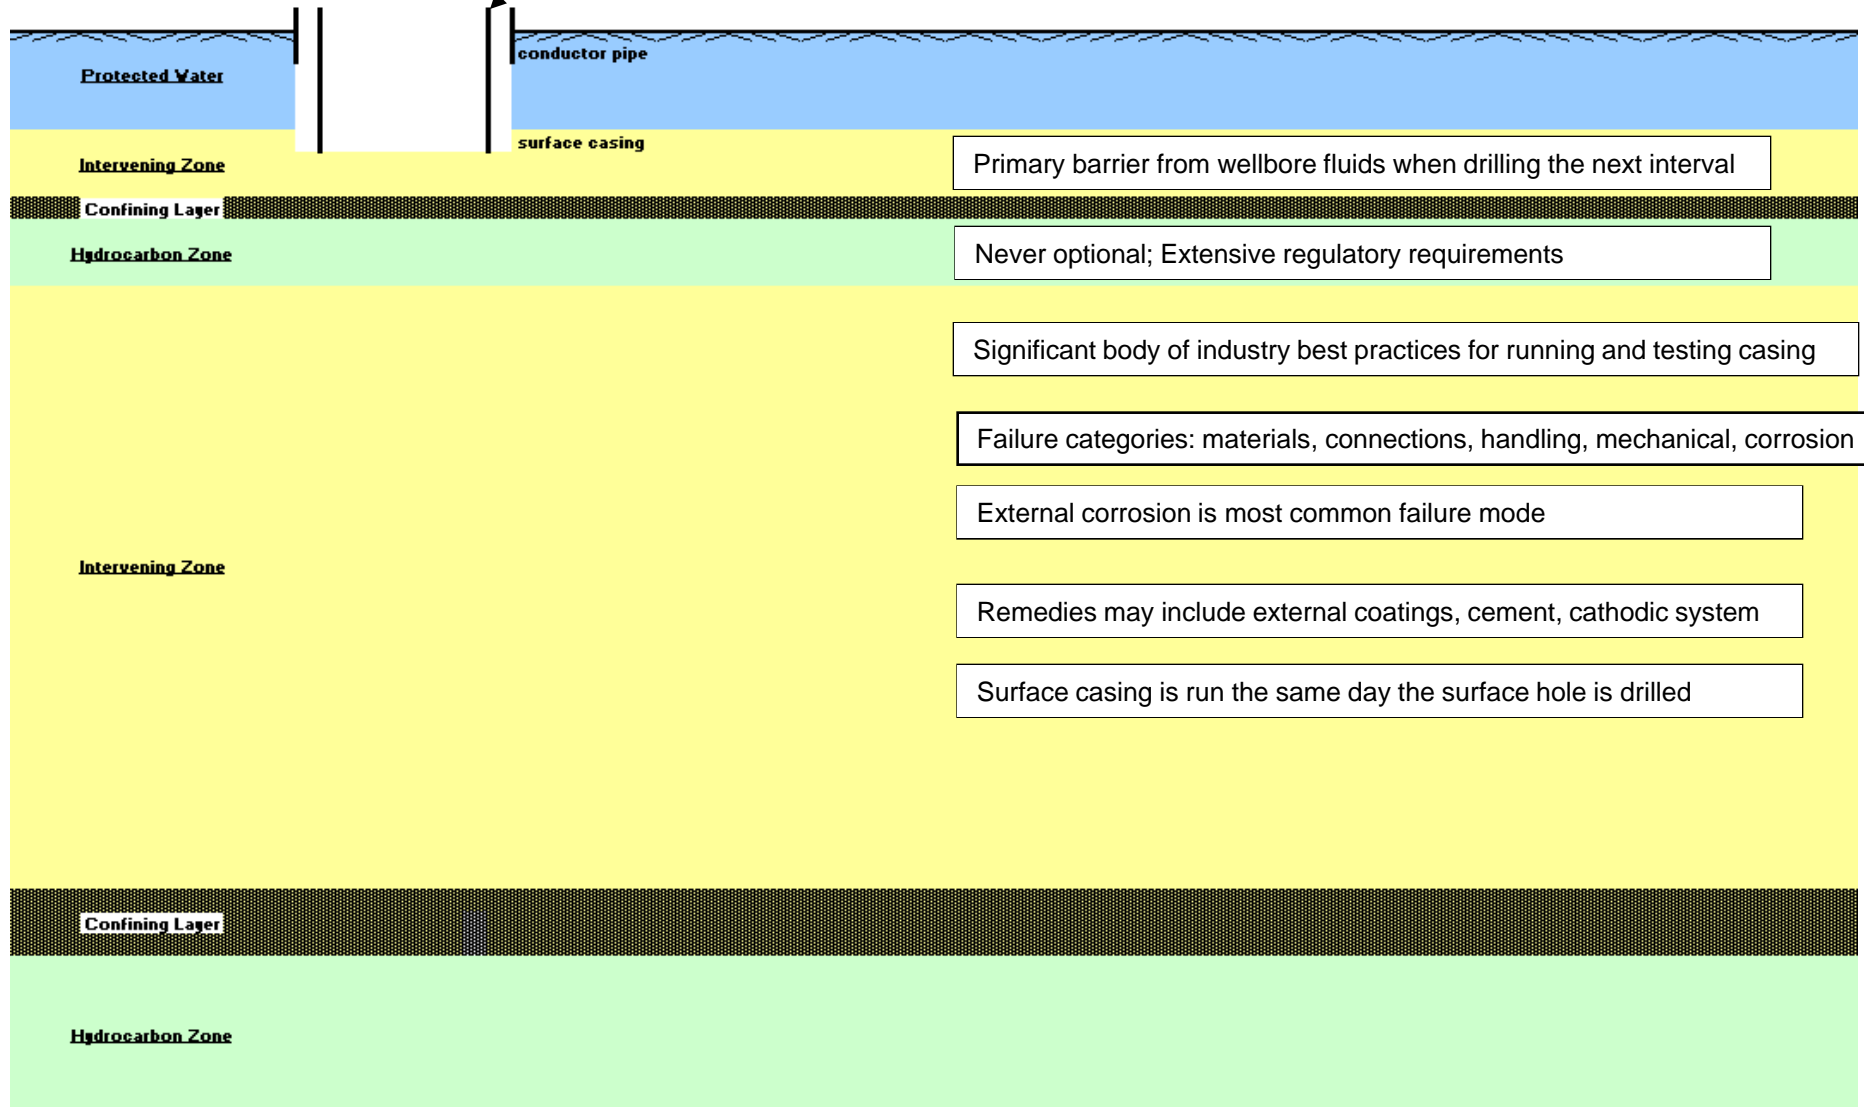 conductor pipe
Protected Water
surface casing
Intervening Zone
Primary barrier from wellbore fluids when drilling the next interval
Confining Layer
Hydrocarbon Zone
Never optional; Extensive regulatory requirements
Significant body of industry best practices for running and testing casing
Failure categories: materials, connections, handling, mechanical, corrosion
External corrosion is most common failure mode
Intervening Zone
Remedies may include external coatings, cement, cathodic system
Surface casing is run the same day the surface hole is drilled
Confining Layer
Hydrocarbon Zone